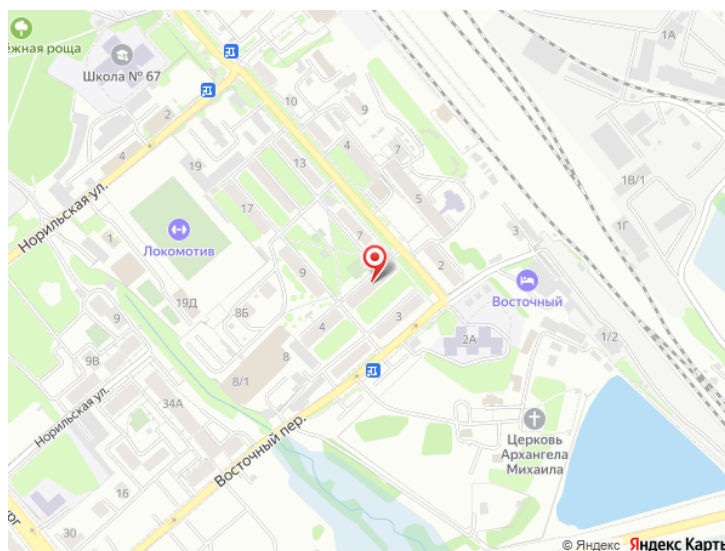 ёжная роща
Школа № 67
1А
10
9
2
4
4
7
19
13
5
1В/1
17
Норильская ул.
1Г
Локомотив
7
3
1
2
9
Восточный
19Д
8Б
9
4
3
1/2
2А
9В
8
8/1
34А
Норильская ул.
Церковь
Архангела
Михаила
Восточный пер.
16
30
ог
© Яндекс Яндекс Карты